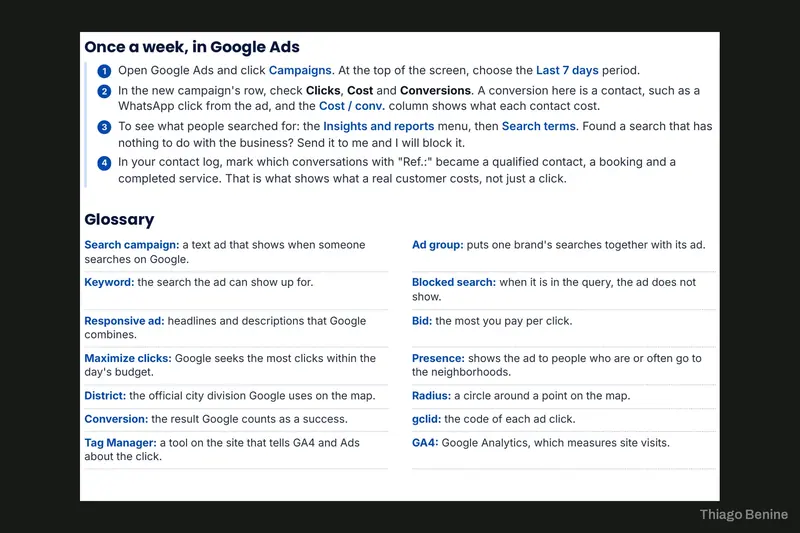 Once a week, in Google Ads
1 Open Google Ads and click Campaigns. At the top of the screen, choose the Last 7 days period.
2 In the new campaign's row, check Clicks, Cost and Conversions. A conversion here is a contact, such as a
WhatsApp click from the ad, and the Cost / conv. column shows what each contact cost.
3 To see what people searched for: the Insights and reports menu, then Search terms. Found a search that has
nothing to do with the business? Send it to me and I will block it.
4 In your contact log, mark which conversations with "Ref.:" became a qualified contact, a booking and a
completed service. That is what shows what a real customer costs, not just a click.
Glossary
Search campaign: a text ad that shows when someone
searches on Google.
Ad group: puts one brand's searches together with its ad.
Keyword: the search the ad can show up for.
Blocked search: when it is in the query, the ad does not
show.
Responsive ad: headlines and descriptions that Google
combines.
Bid: the most you pay per click.
Maximize clicks: Google seeks the most clicks within the
day's budget.
Presence: shows the ad to people who are or often go to
the neighborhoods.
District: the official city division Google uses on the map.
Radius: a circle around a point on the map.
Conversion: the result Google counts as a success.
gclid: the code of each ad click.
Tag Manager: a tool on the site that tells GA4 and Ads
about the click.
GA4: Google Analytics, which measures site visits.
Thiago Benine